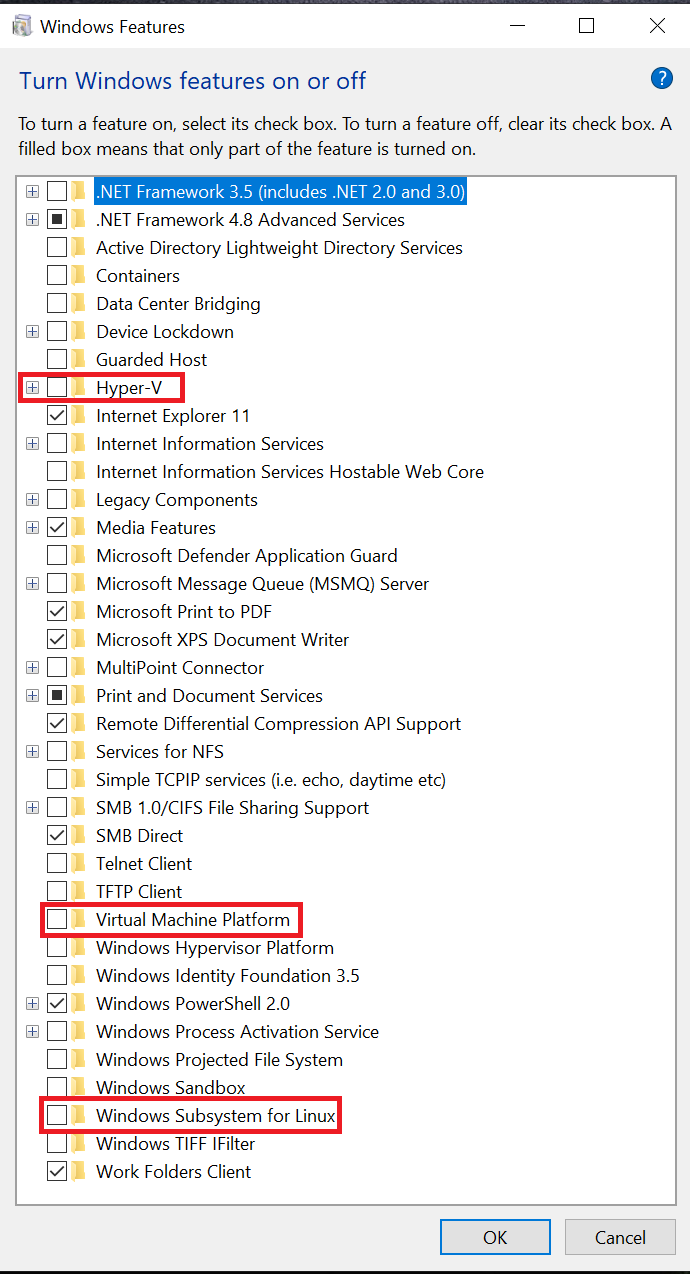 Windows Features
Turn Windows features on or off
?
To turn a feature on, select its check box. To turn a feature off, clear its check box. A
filled box means that only part of the feature is turned on.
.NET Framework 3.5 (includes .NET 2.0 and 3.0)
.NET Framework 4.8 Advanced Services
Active Directory Lightweight Directory Services
Containers
Data Center Bridging
Device Lockdown
Guarded Host
Hyper-V
Internet Explorer 11
Internet Information Services
Internet Information Services Hostable Web Core
Legacy Components
Media Features
Microsoft Defender Application Guard
Microsoft Message Queue (MSMQ) Server
Microsoft Print to PDF
Microsoft XPS Document Writer
MultiPoint Connector
Print and Document Services
Remote Differential Compression API Support
Services for NFS
Simple TCPIP services (i.e. echo, daytime etc)
SMB 1.0/CIFS File Sharing Support
SMB Direct
Telnet Client
TFTP Client
Virtual Machine Platform
Windows Hypervisor Platform
Windows Identity Foundation 3.5
Windows PowerShell 2.0
Windows Process Activation Service
Windows Projected File System
Windows Sandbox
Windows Subsystem for Linux
Windows TIFF IFilter
Work Folders Client
OK
Cancel